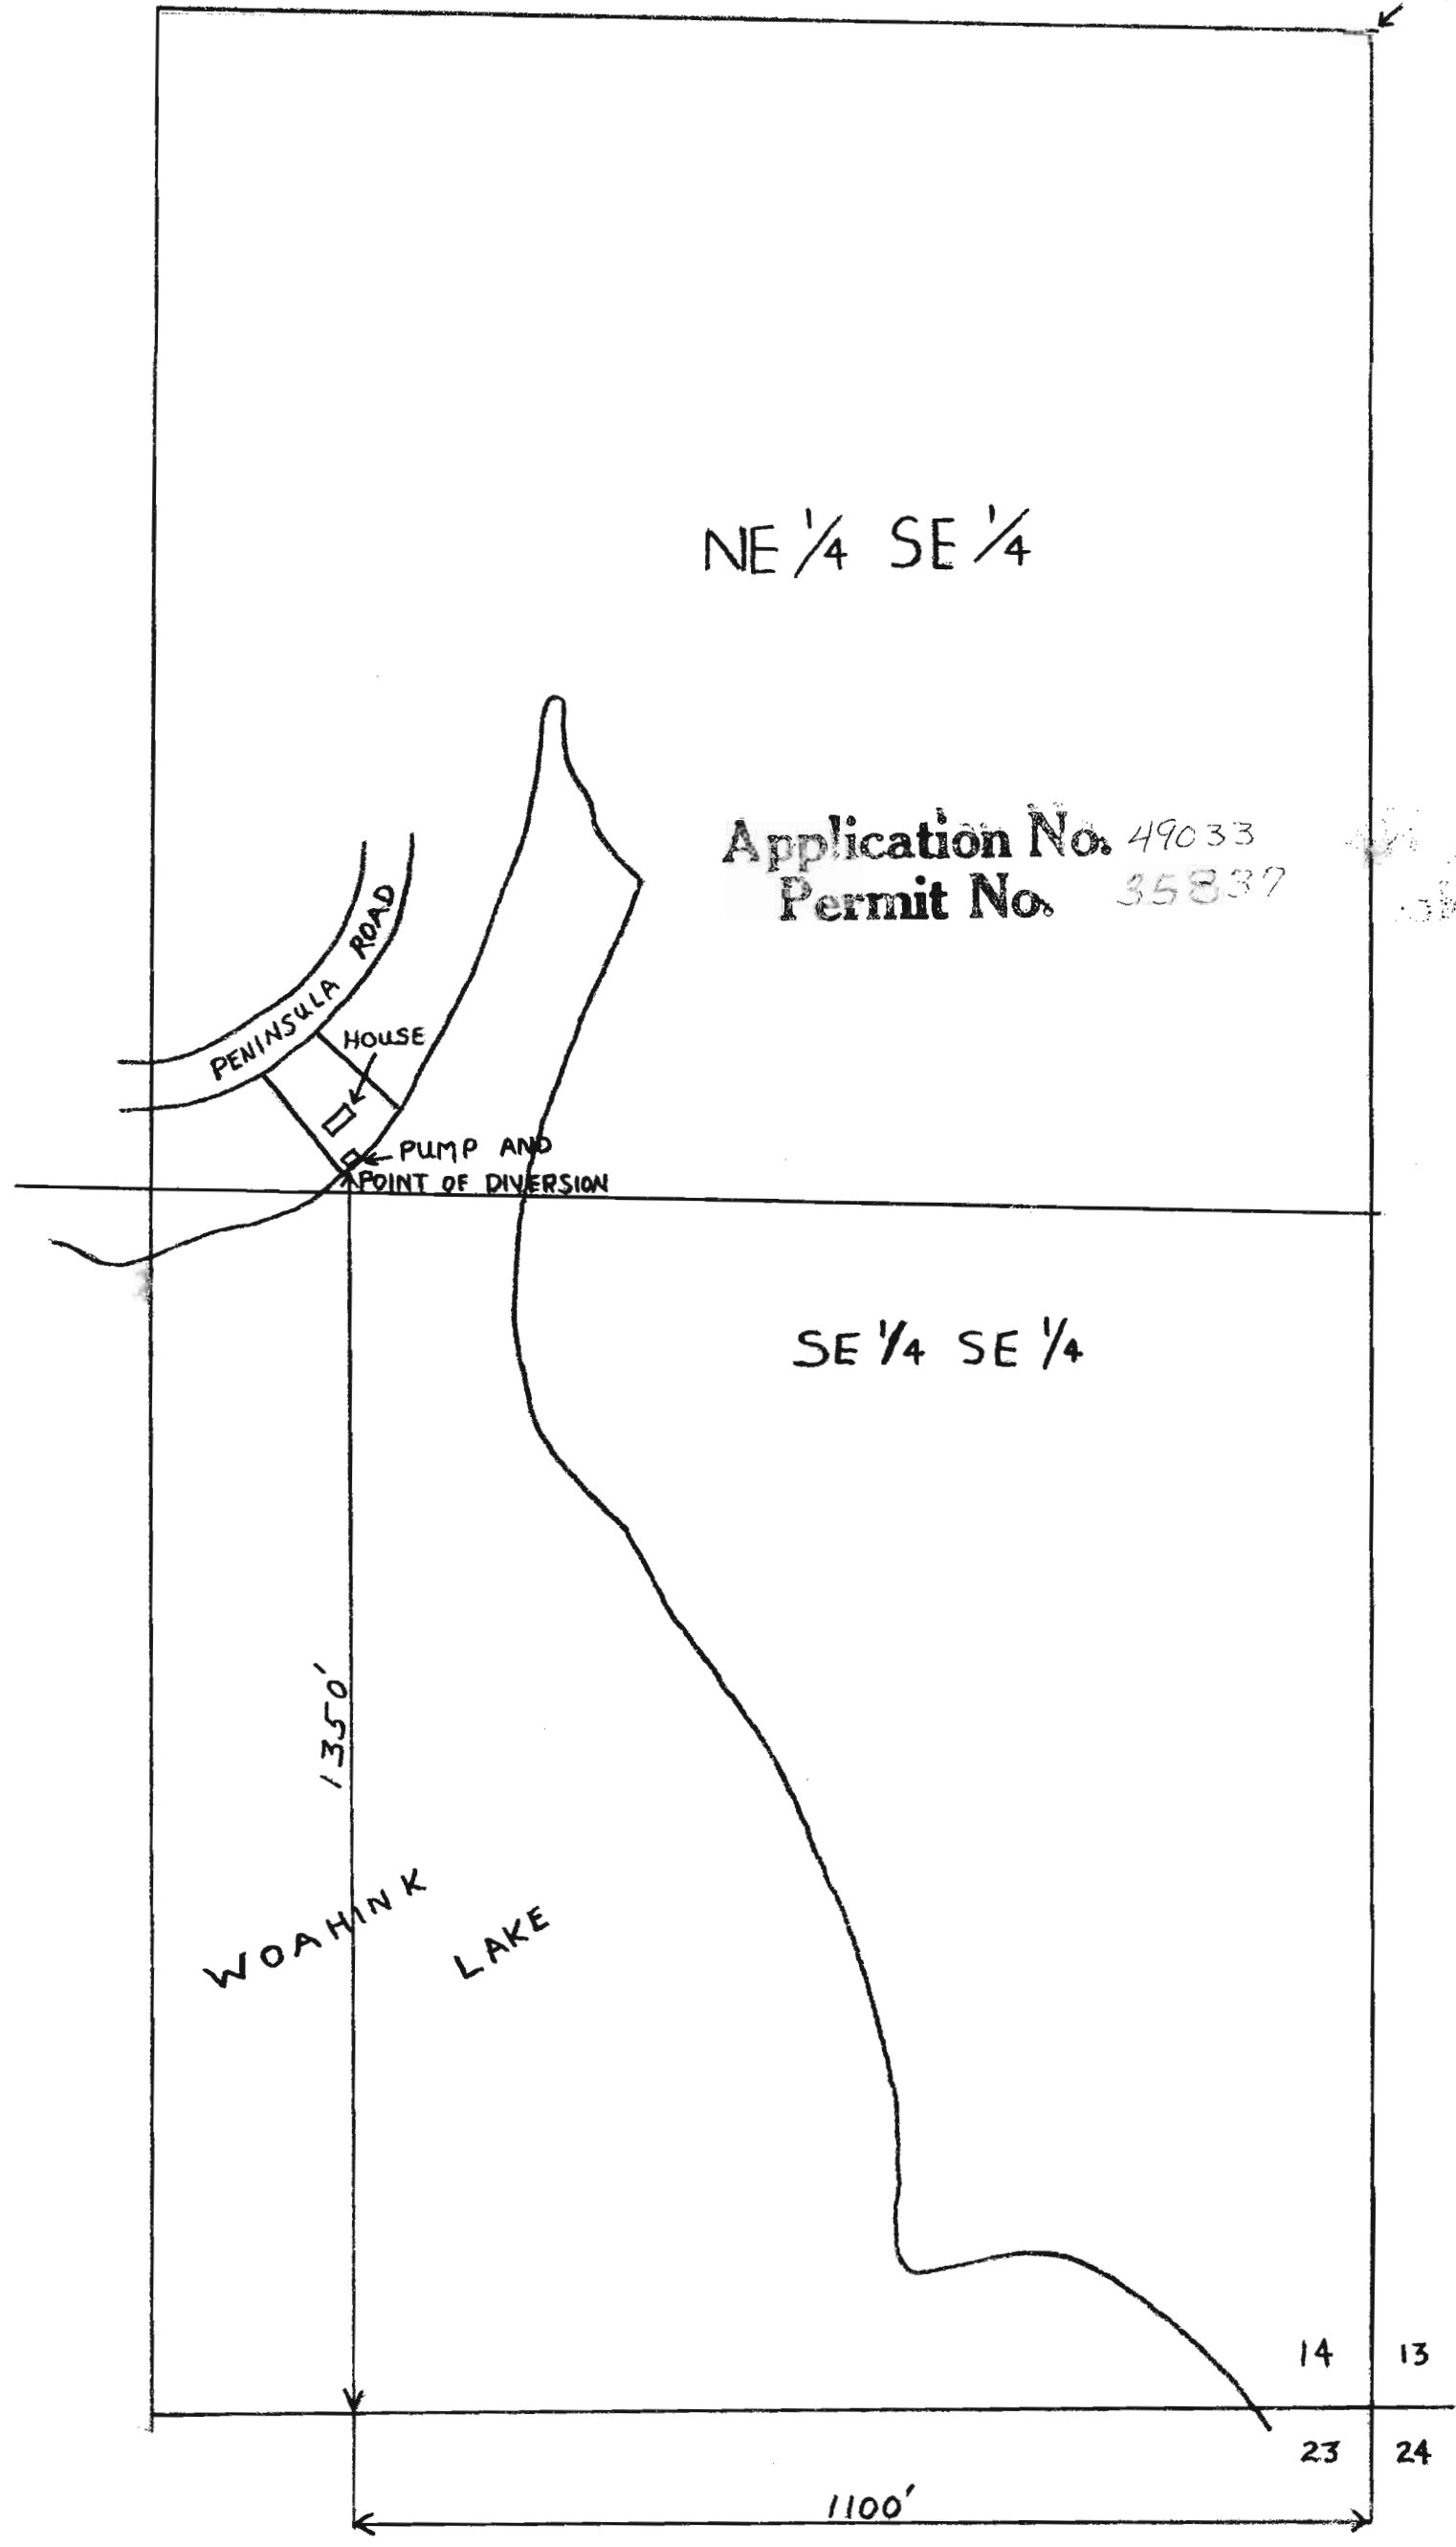 NE 1/4 SE 1/4
Application No. 49033
Permit No. 35837
PENINSULA ROAD
HOUSE
PUMP AND
POINT OF DIVERSION
SE 1/4 SE 1/4
1350'
WOAHINK
LAKE
14 13
23 24
1100'